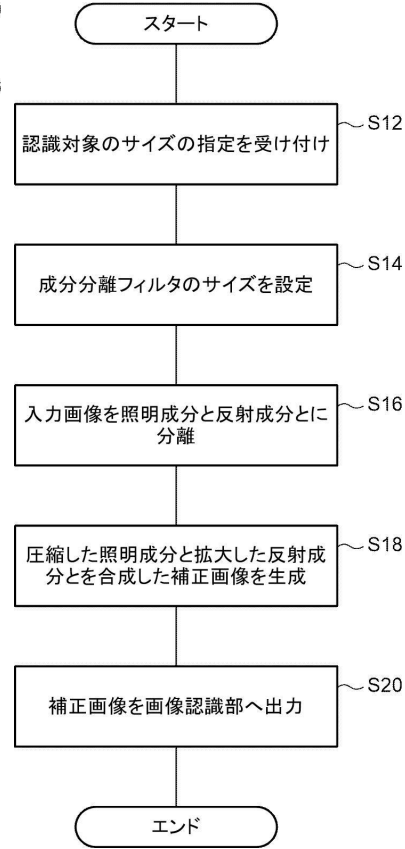 スタート
S12
認識対象のサイズの指定を受け付け
S14
成分分離フィルタのサイズを設定
S16
入力画像を照明成分と反射成分とに
分離
S18
圧縮した照明成分と拡大した反射成
分とを合成した補正画像を生成
S20
補正画像を画像認識部へ出力
エンド